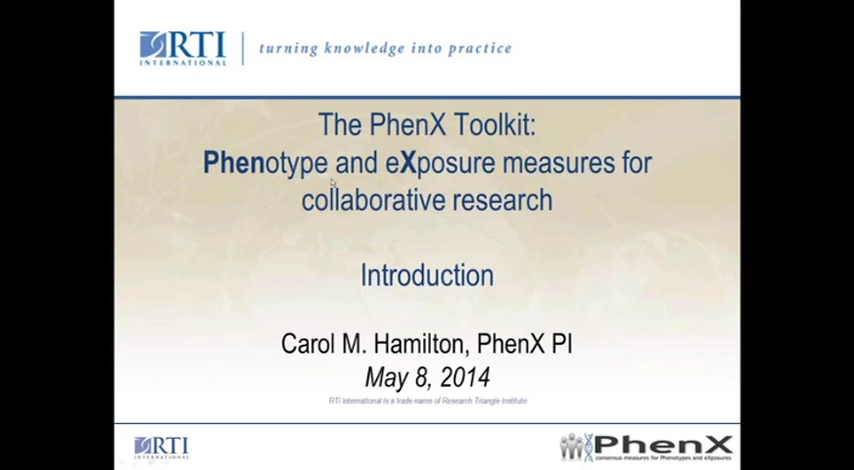 RTI
INTERNATIONAL
turning knowledge into practice
The PhenX Toolkit:
Phenotype and eXposure measures for
collaborative research
Introduction
Carol M. Hamilton, PhenX PI
May 8, 2014
RTI International is a trade name of Research Triangle Institute
RTI
INTERNATIONAL
PhenX
consensus measures for Phenotypes and eXposures